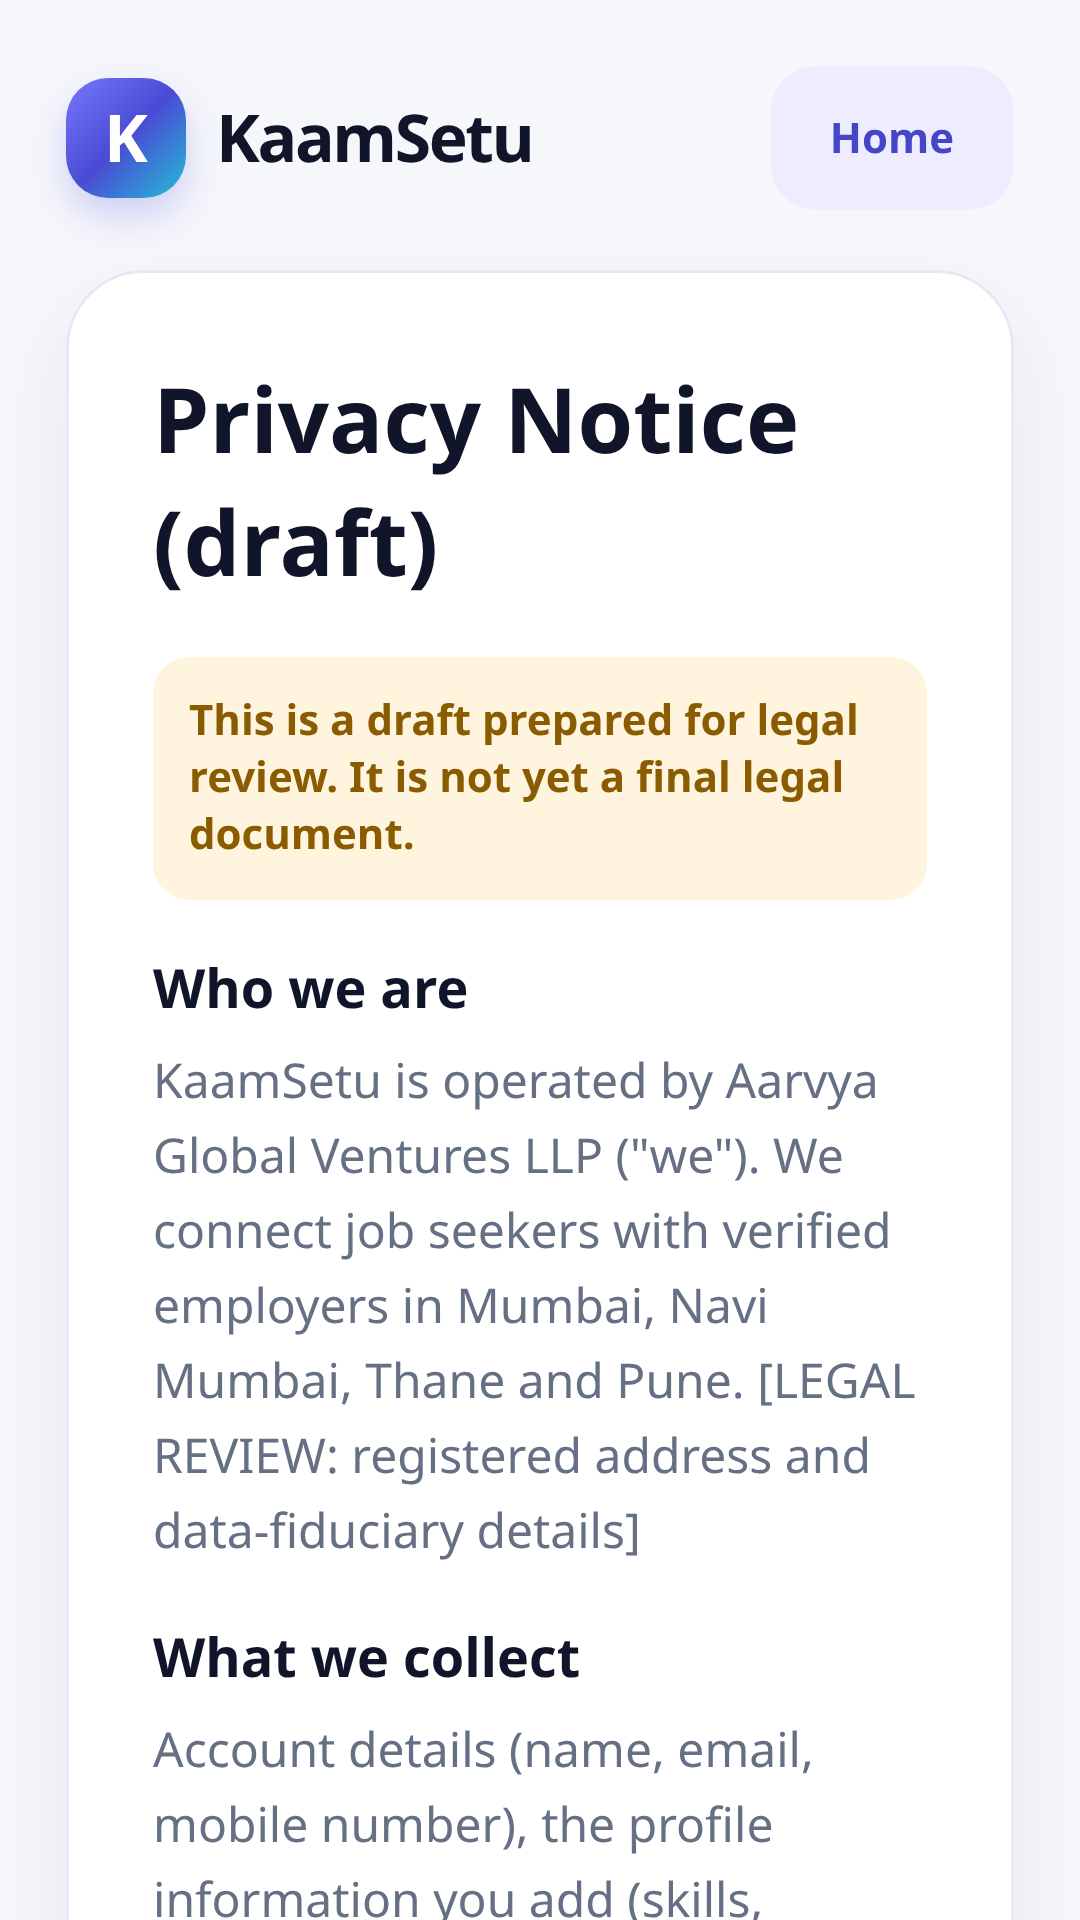 K KaamSetu Home
Privacy Notice
(draft)
This is a draft prepared for legal
review. It is not yet a final legal
document.
Who we are
KaamSetu is operated by Aarvya
Global Ventures LLP ("we"). We
connect job seekers with verified
employers in Mumbai, Navi
Mumbai, Thane and Pune. [LEGAL
REVIEW: registered address and
data-fiduciary details]
What we collect
Account details (name, email,
mobile number), the profile
information you add (skills,